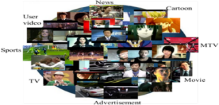 News
Cartoon
User
video
MTV
Sports
TV
Movie
Advertisement